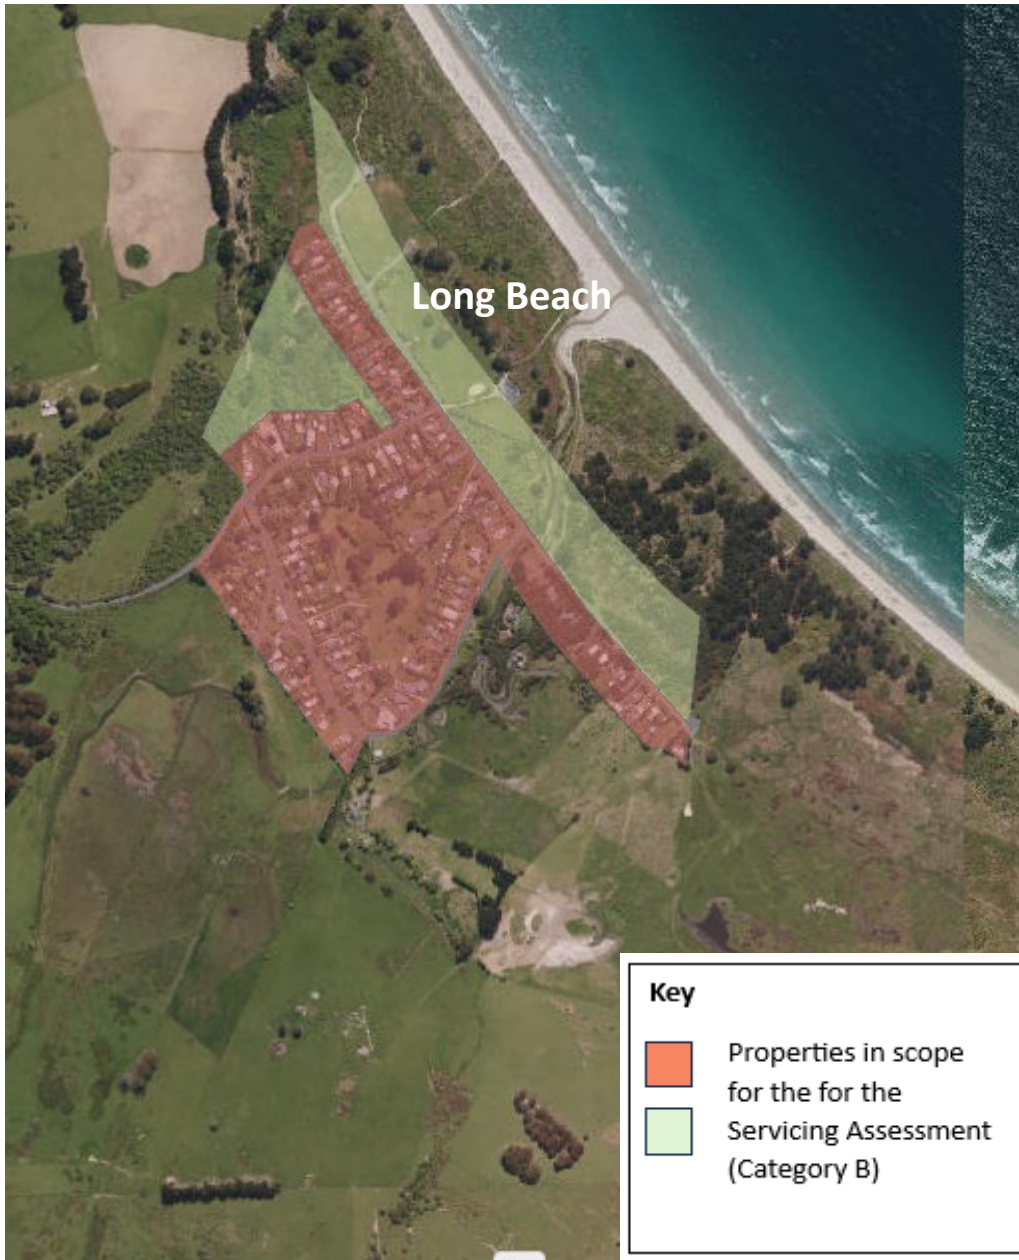 Long Beach
Key
Properties in scope
for the for the
Servicing Assessment
(Category B)